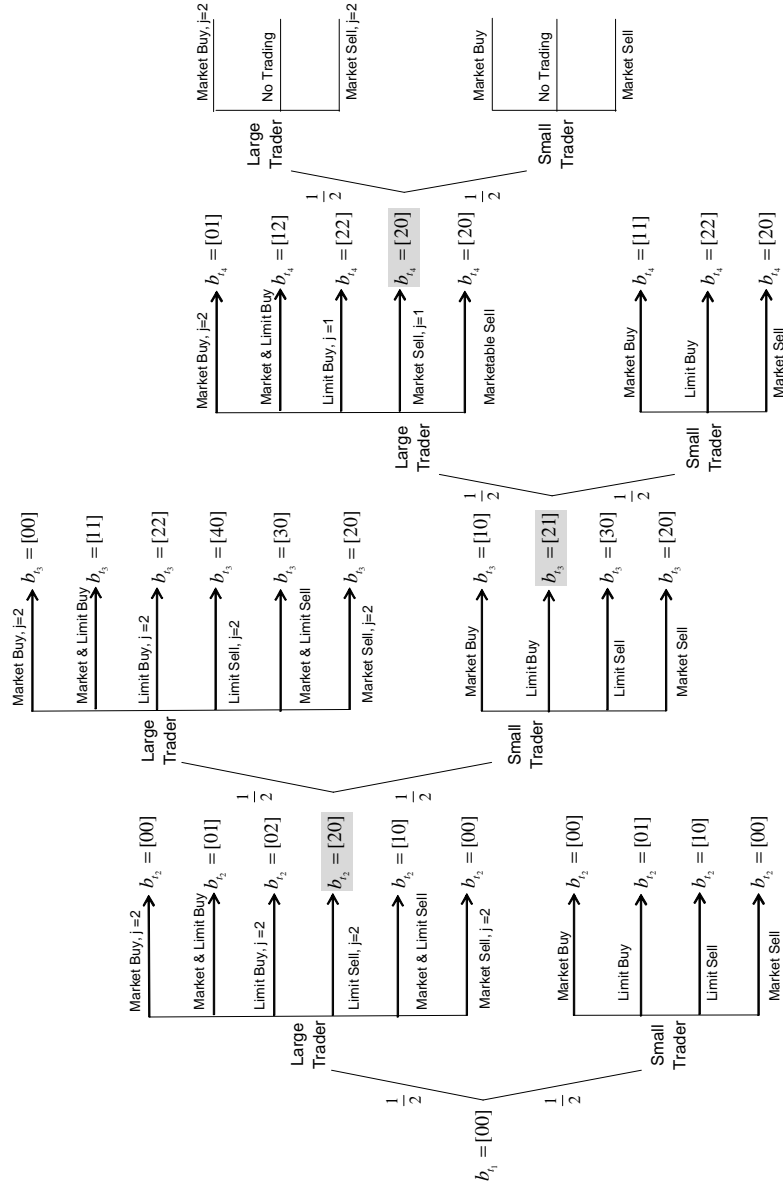 b_{t_1} = [00]
1/2
1/2
Large
Trader
Small
Trader
Market Buy, j=2
b_{t_2} = [00]
Market & Limit Buy
b_{t_2} = [01]
Limit Buy, j=2
b_{t_2} = [02]
Limit Sell, j=2
b_{t_2} = [20]
Market & Limit Sell
b_{t_2} = [10]
Market Sell, j=2
b_{t_2} = [00]
Market Buy
b_{t_2} = [00]
Limit Buy
b_{t_2} = [01]
Limit Sell
b_{t_2} = [10]
Market Sell
b_{t_2} = [00]
1/2
1/2
Large
Trader
Small
Trader
Market Buy, j=2
b_{t_3} = [00]
Market & Limit Buy
b_{t_3} = [11]
Limit Buy, j=2
b_{t_3} = [22]
Limit Sell, j=2
b_{t_3} = [40]
Market & Limit Sell
b_{t_3} = [30]
Market Sell, j=2
b_{t_3} = [20]
Market Buy
b_{t_3} = [10]
Limit Buy
b_{t_3} = [21]
Limit Sell
b_{t_3} = [30]
Market Sell
b_{t_3} = [20]
1/2
1/2
Large
Trader
Small
Trader
Market Buy, j=2
b_{t_4} = [01]
Market & Limit Buy
b_{t_4} = [12]
Limit Buy, j =1
b_{t_4} = [22]
Market Sell, j=1
b_{t_4} = [20]
Marketable Sell
b_{t_4} = [20]
Market Buy
b_{t_4} = [11]
Limit Buy
b_{t_4} = [22]
Market Sell
b_{t_4} = [20]
1/2
1/2
Large
Trader
Small
Trader
Market Buy, j=2
No Trading
Market Sell, j=2
Market Buy
No Trading
Market Sell